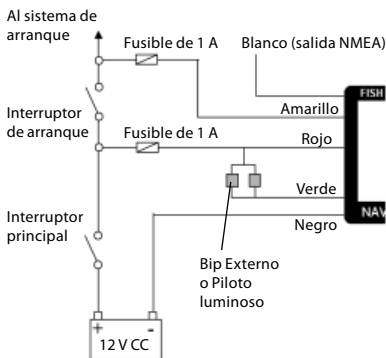 Al sistema de
arranque
Fusible de 1 A
Blanco (salida NMEA)
FISH
Amarillo
Interruptor
de arranque
Fusible de 1 A
Rojo
Verde
Interruptor
principal
Negro
NAV
Bip Externo
o Piloto
luminoso
+ -
12 V CC